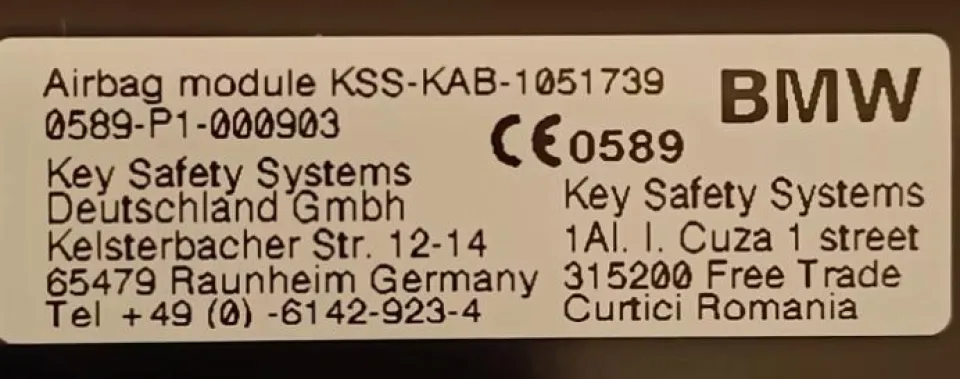 Airbag module KSS-KAB-1051739
0589-P1-000903
BMW
CE0589
Key Safety Systems
Deutschland Gmbh
Kelsterbacher Str. 12-14
65479 Raunheim Germany
Tel +49 (0) -6142-923-4
Key Safety Systems
1Al. I. Cuza 1 street
315200 Free Trade
Curtici Romania